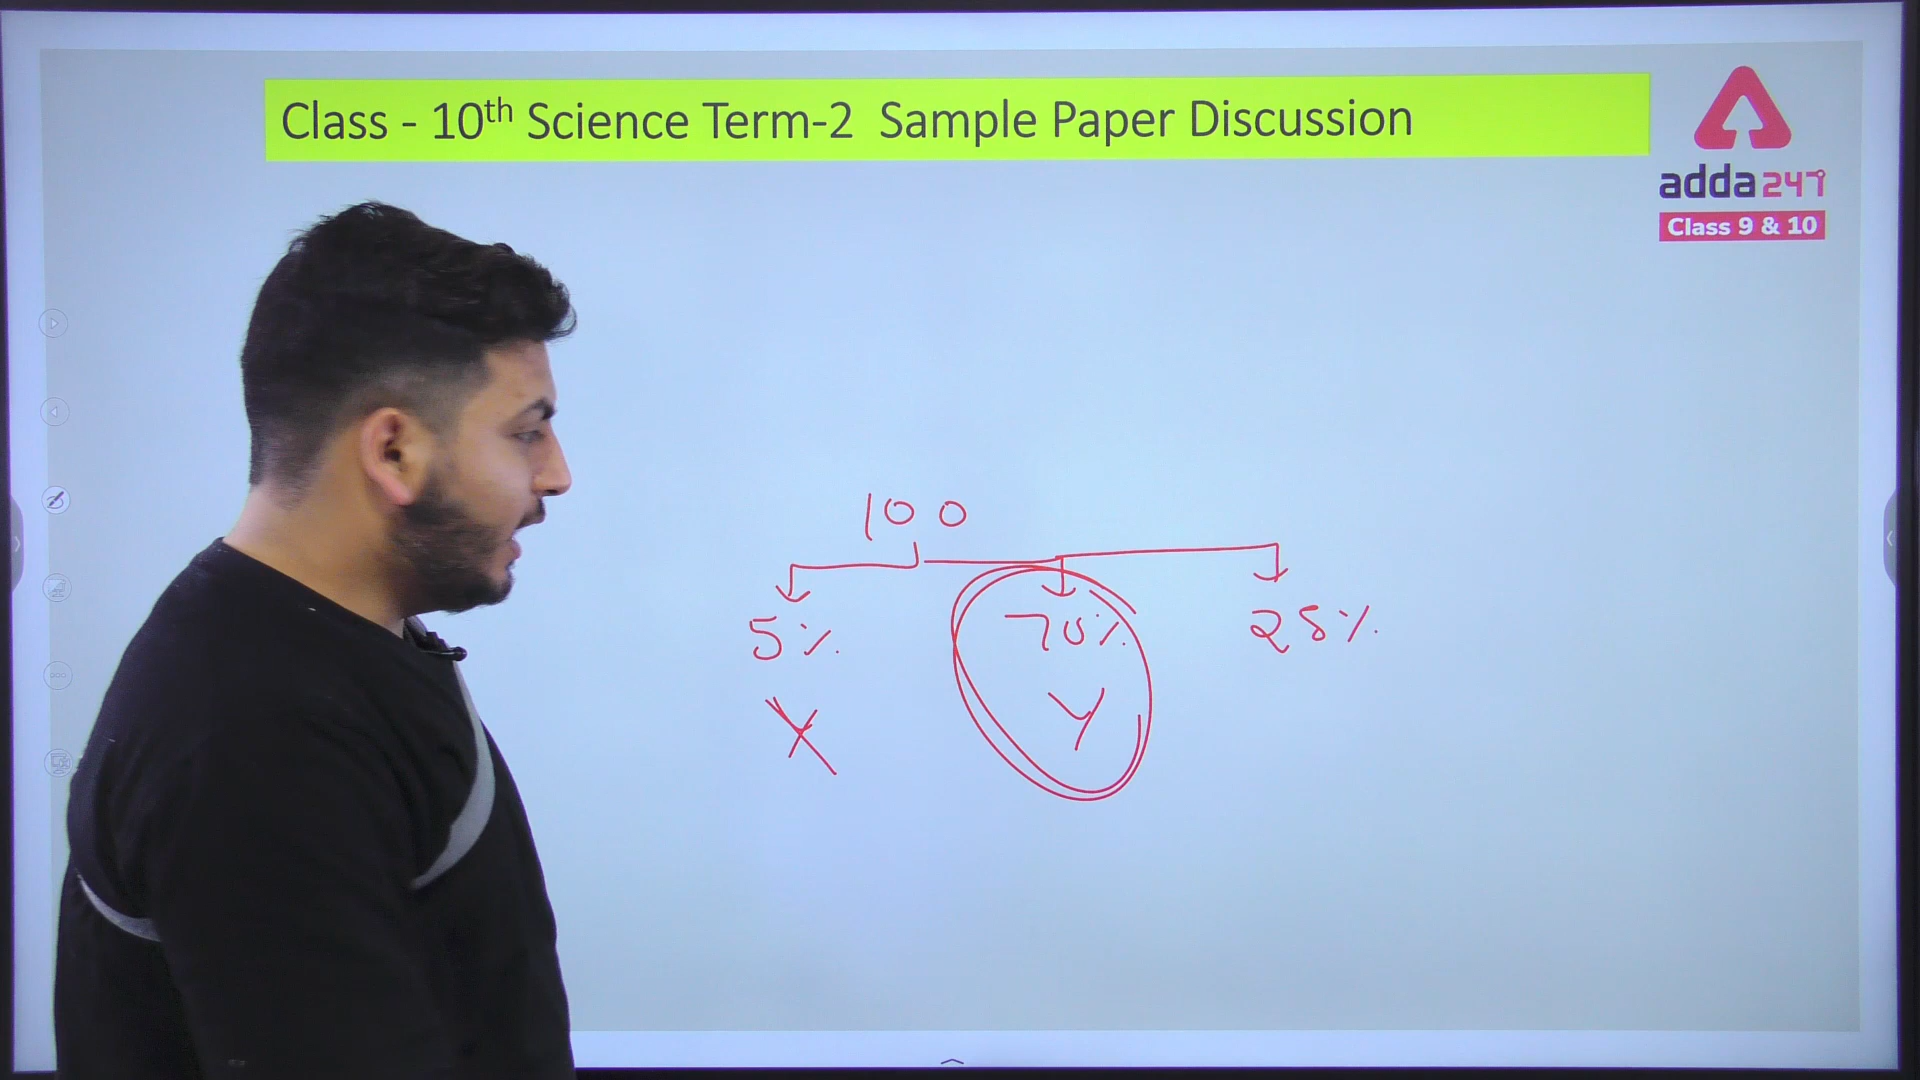 Class - 10th Science Term-2 Sample Paper Discussion
adda247
Class 9 & 10
100
5% 70% 25%
X Y